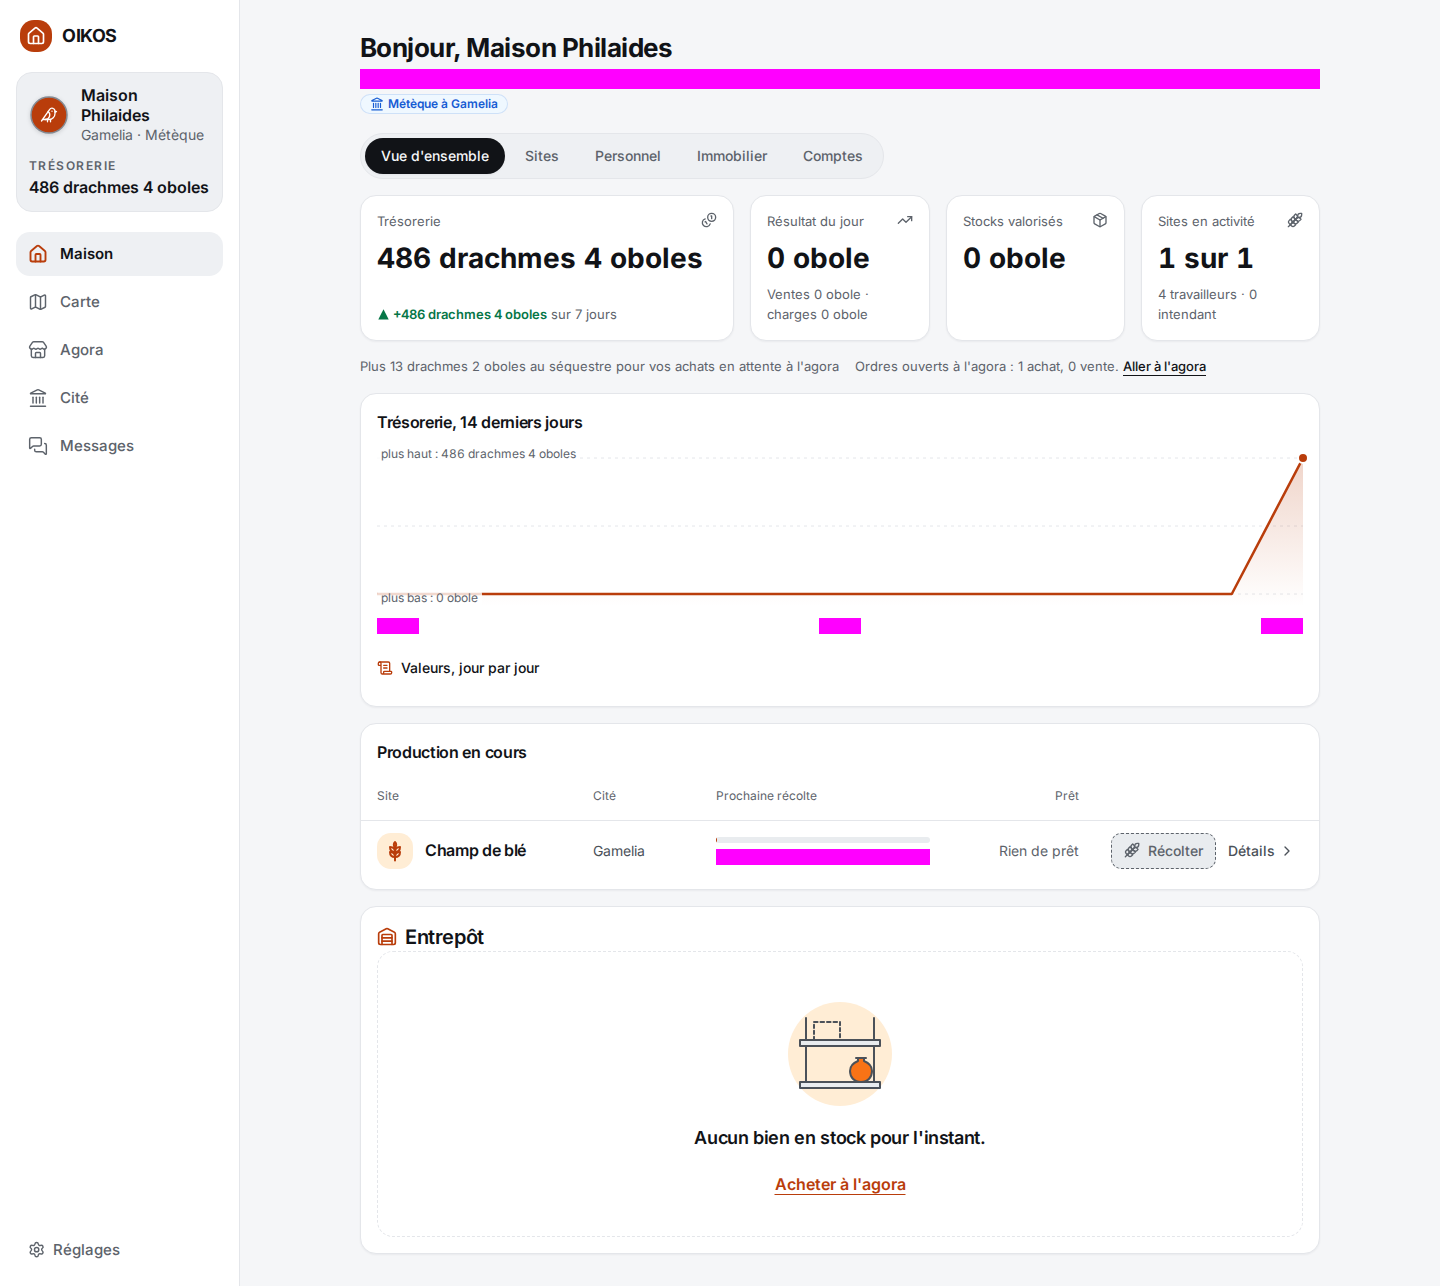 OIKOS
Maison
Philaides
Gamelia · Métèque
TRÉSORERIE
486 drachmes 4 oboles
Maison
Carte
Agora
Cité
Messages
Réglages
Bonjour, Maison Philaides
Métèque à Gamelia
Vue d'ensemble
Sites
Personnel
Immobilier
Comptes
Trésorerie
486 drachmes 4 oboles
▲ +486 drachmes 4 oboles sur 7 jours
Résultat du jour
0 obole
Ventes 0 obole ·
charges 0 obole
Stocks valorisés
0 obole
Sites en activité
1 sur 1
4 travailleurs · 0
intendant
Plus 13 drachmes 2 oboles au séquestre pour vos achats en attente à l'agora
Ordres ouverts à l'agora : 1 achat, 0 vente. Aller à l'agora
Trésorerie, 14 derniers jours
plus haut : 486 drachmes 4 oboles
plus bas : 0 obole
Valeurs, jour par jour
Production en cours
Site
Cité
Prochaine récolte
Prêt
Champ de blé
Gamelia
Rien de prêt
Récolter
Détails
Entrepôt
Aucun bien en stock pour l'instant.
Acheter à l'agora